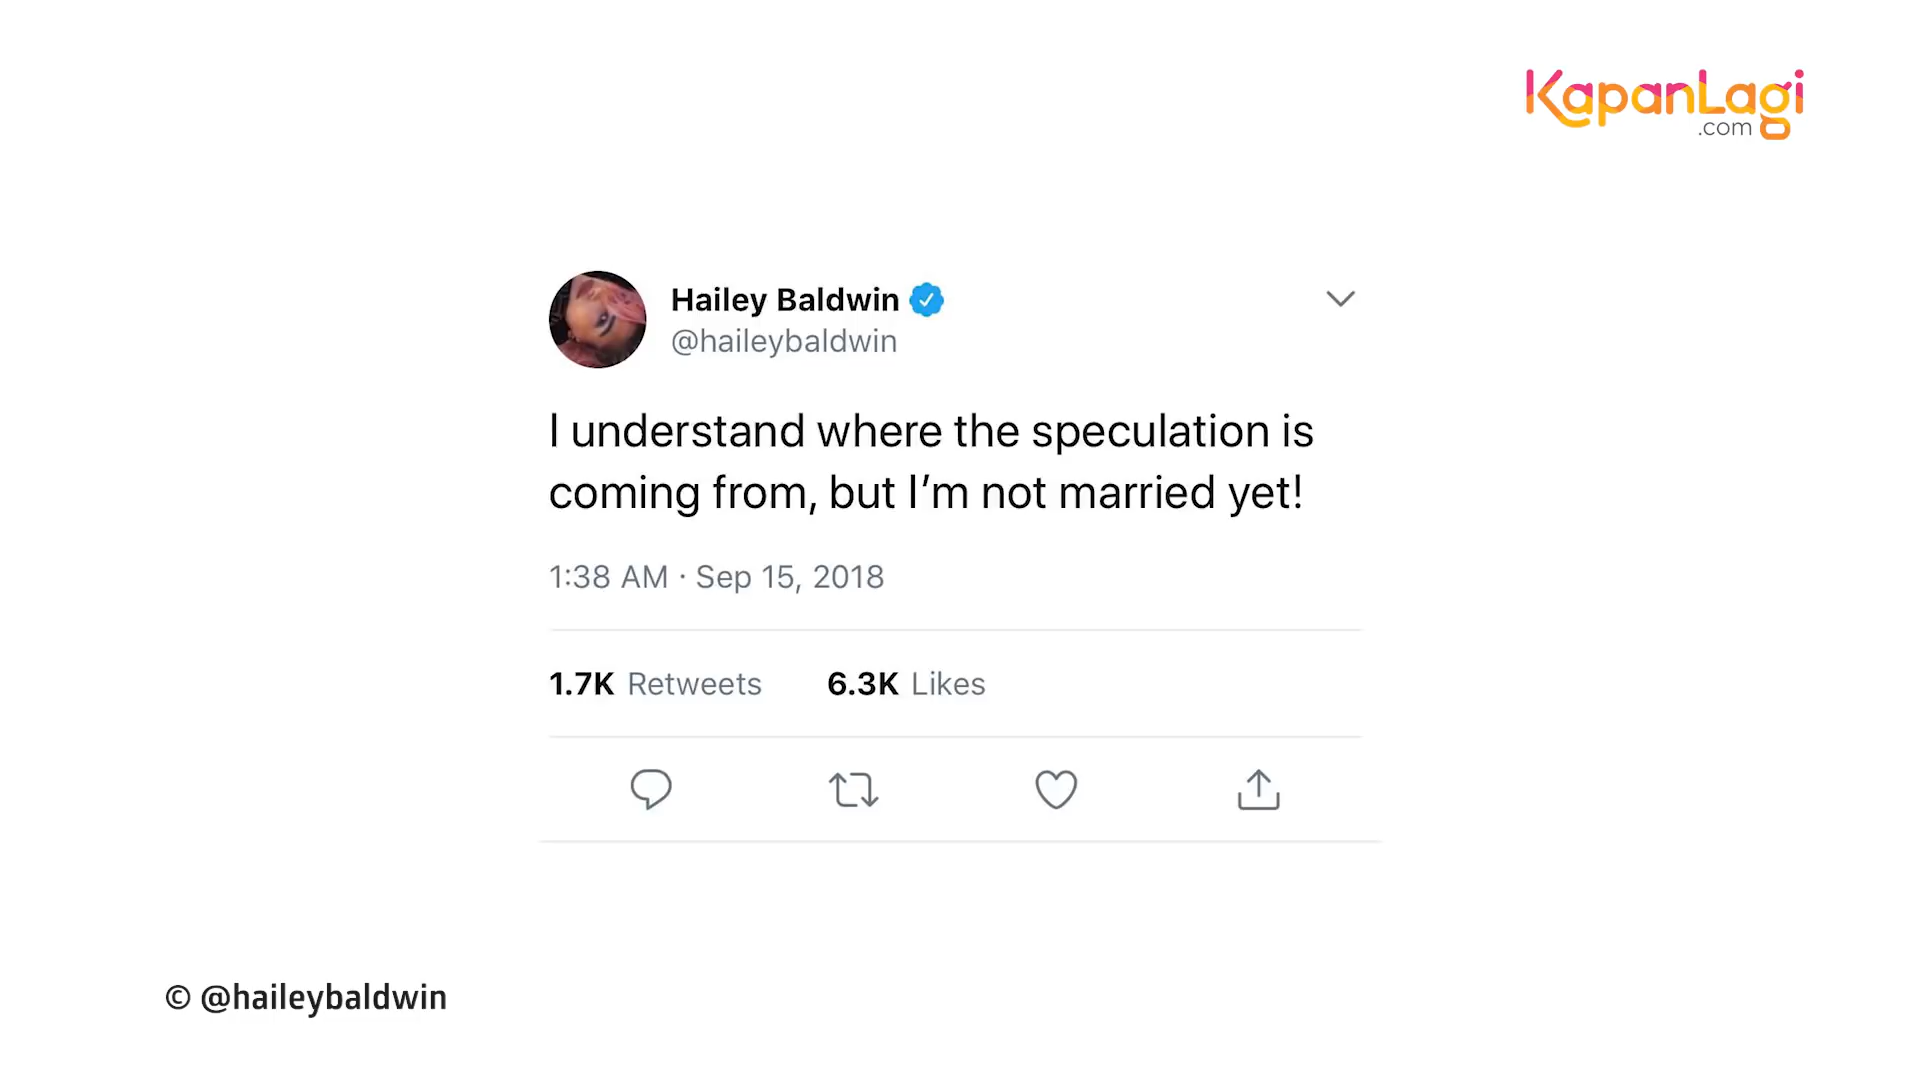 KapanLagi
.com
Hailey Baldwin
@haileybaldwin
I understand where the speculation is
coming from, but I’m not married yet!
1:38 AM · Sep 15, 2018
1.7K Retweets 6.3K Likes
© @haileybaldwin